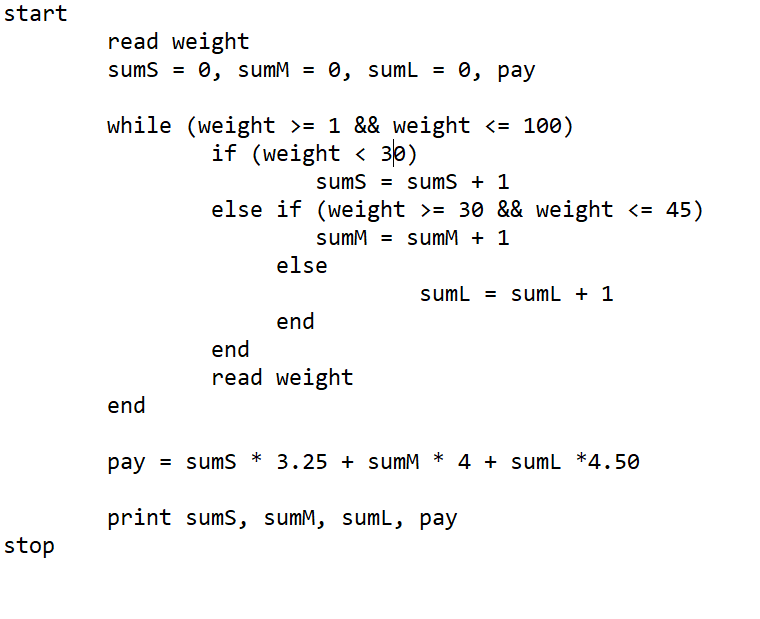 start
read weight
sumS = 0, sumM = 0, sumL = 0, pay
while (weight >= 1 && weight <= 100)
if (weight < 30)
sumS = sumS + 1
else if (weight >= 30 && weight <= 45)
sumM = sumM + 1
else
sumL = sumL + 1
end
end
read weight
end
pay = sumS * 3.25 + sumM * 4 + sumL *4.50
print sumS, sumM, sumL, pay
stop